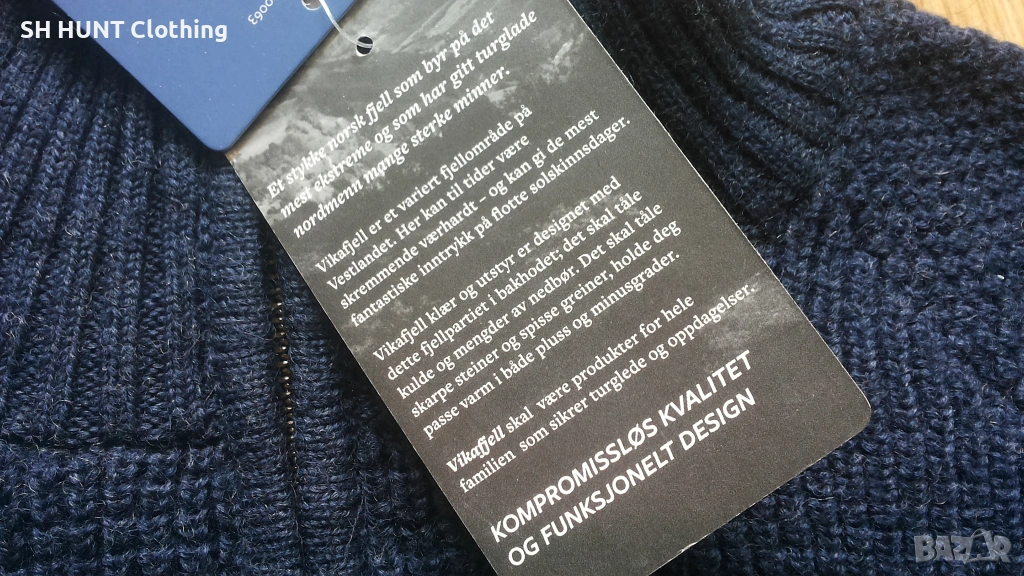 SH HUNT Clothing
Et stykke norsk fjell som byr på det
mest ekstreme og som har gitt turglade
nordmenn mange sterke minner.
Vikafjell er et variert fjellområde på
Vestlandet. Her kan til tider være
skremmende værhardt - og kan gi de mest
fantastiske inntrykk på flotte solskinnsdager.
Vikafjell klær og utstyr er designet med
dette fjellpartiet i bakhodet; det skal tåle
kulde og mengder av nedbør. Det skal tåle
skarpe steiner og spisse greiner, holde deg
passe varm i både pluss og minusgrader.
Vikafjell skal være produkter for hele
familien som sikrer turglede og oppdagelser.
KOMPROMISSLØS KVALITET
OG FUNKSJONELT DESIGN
BAZAR